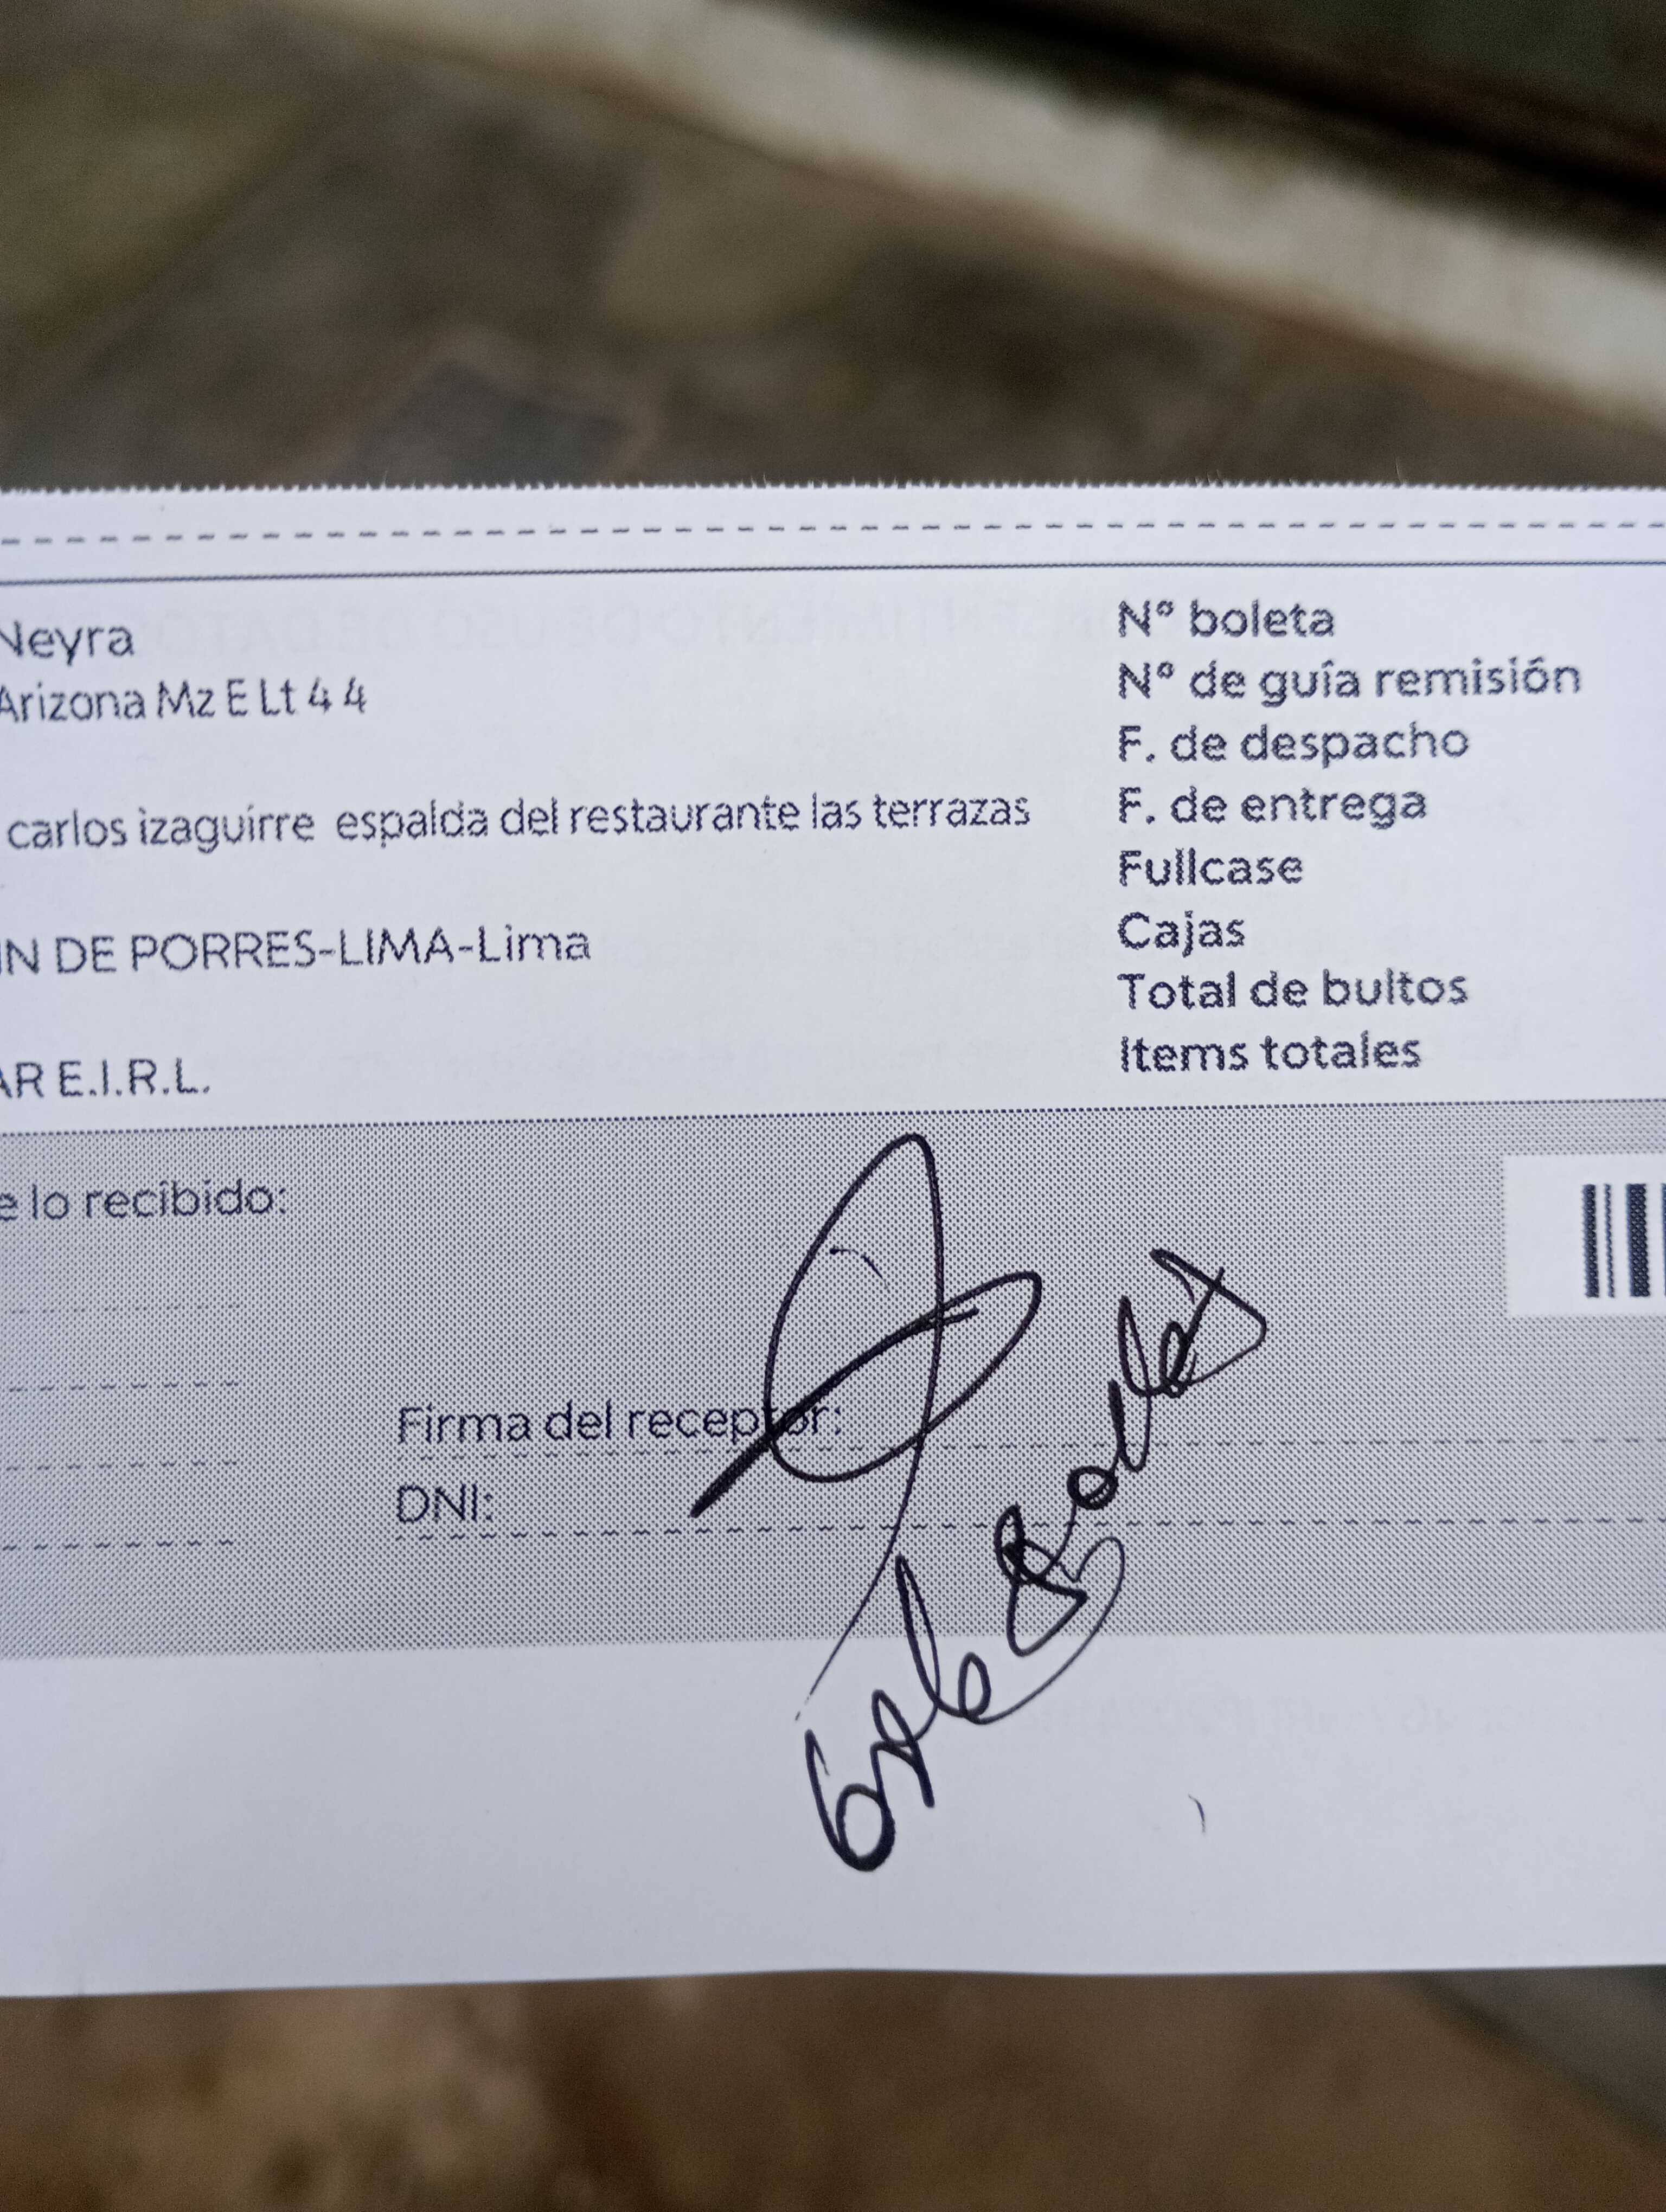 Neyra
Arizona Mz E Lt 4 4
carlos izaguirre espalda del restaurante las terrazas
IN DE PORRES-LIMA-Lima
AR E.I.R.L.
N° boleta
N° de guía remisión
F. de despacho
F. de entrega
Fullcase
Cajas
Total de bultos
Items totales
e lo recibido:
Firma del receptor:
DNI: